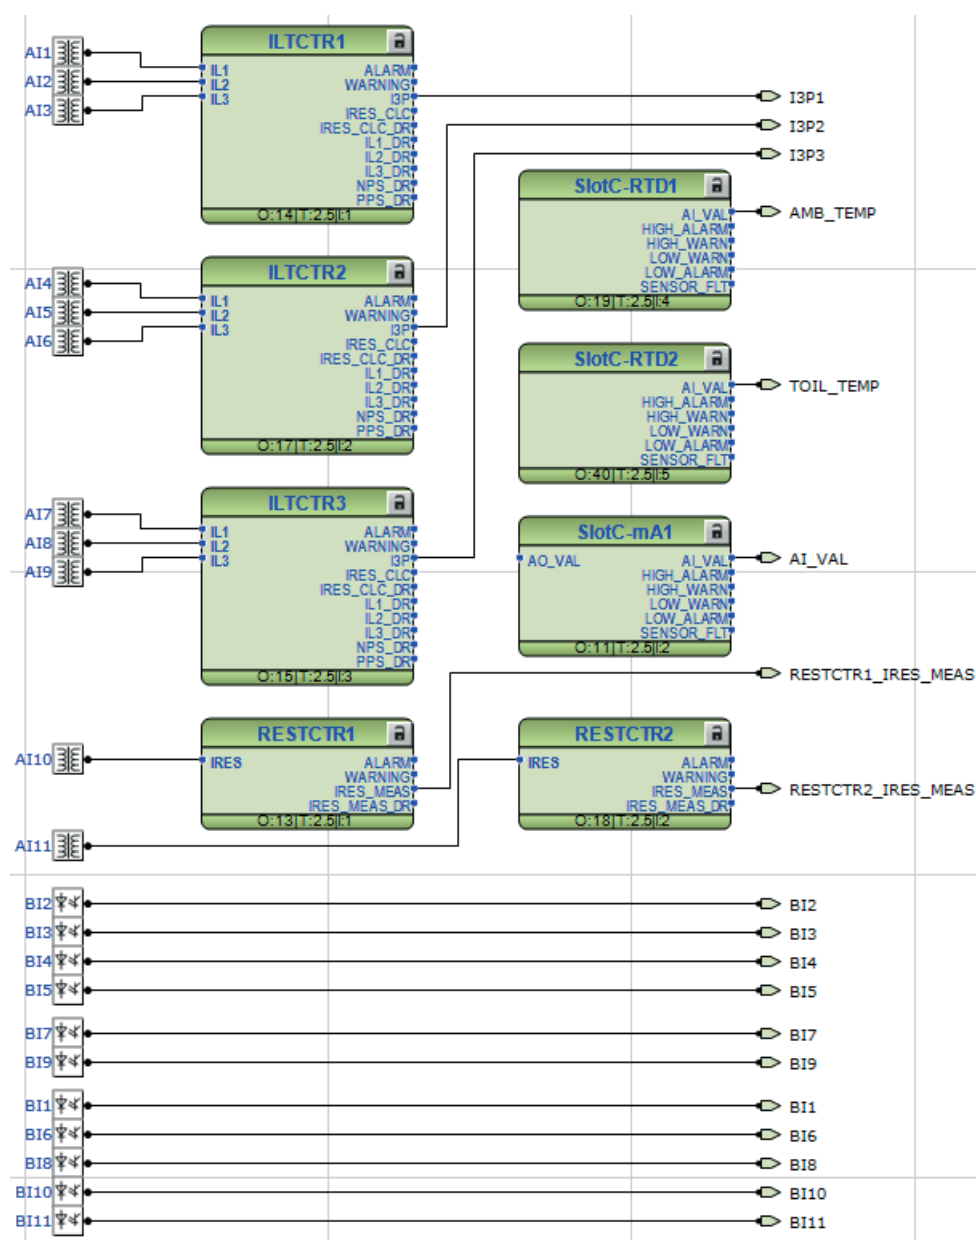 ILTCTR1
AI1
AI2
AI3
IL1
IL2
IL3
ALARM
WARNING
I3P
IRES_CLC
IRES_CLC_DR
IL1_DR
IL2_DR
IL3_DR
NPS_DR
PPS_DR
O:14|T:2.5|I:1
I3P1
I3P2
I3P3
SlotC-RTD1
AI_VAL
HIGH_ALARM
HIGH_WARN
LOW_WARN
LOW_ALARM
SENSOR_FLT
O:19|T:2.5|I:4
AMB_TEMP
ILTCTR2
AI4
AI5
AI6
IL1
IL2
IL3
ALARM
WARNING
I3P
IRES_CLC
IRES_CLC_DR
IL1_DR
IL2_DR
IL3_DR
NPS_DR
PPS_DR
O:17|T:2.5|I:2
SlotC-RTD2
AI_VAL
HIGH_ALARM
HIGH_WARN
LOW_WARN
LOW_ALARM
SENSOR_FLT
O:40|T:2.5|I:5
TOIL_TEMP
ILTCTR3
AI7
AI8
AI9
IL1
IL2
IL3
ALARM
WARNING
I3P
IRES_CLC
IRES_CLC_DR
IL1_DR
IL2_DR
IL3_DR
NPS_DR
PPS_DR
O:15|T:2.5|I:3
SlotC-mA1
AO_VAL
AI_VAL
HIGH_ALARM
HIGH_WARN
LOW_WARN
LOW_ALARM
SENSOR_FLT
O:11|T:2.5|I:2
AI_VAL
RESTCTR1_IRES_MEAS
RESTCTR1
AI10
IRES
ALARM
WARNING
IRES_MEAS
IRES_MEAS_DR
O:13|T:2.5|I:1
RESTCTR2
IRES
ALARM
WARNING
IRES_MEAS
IRES_MEAS_DR
O:18|T:2.5|I:2
RESTCTR2_IRES_MEAS
AI11
BI2 BI2
BI3 BI3
BI4 BI4
BI5 BI5
BI7 BI7
BI9 BI9
BI1 BI1
BI6 BI6
BI8 BI8
BI10 BI10
BI11 BI11